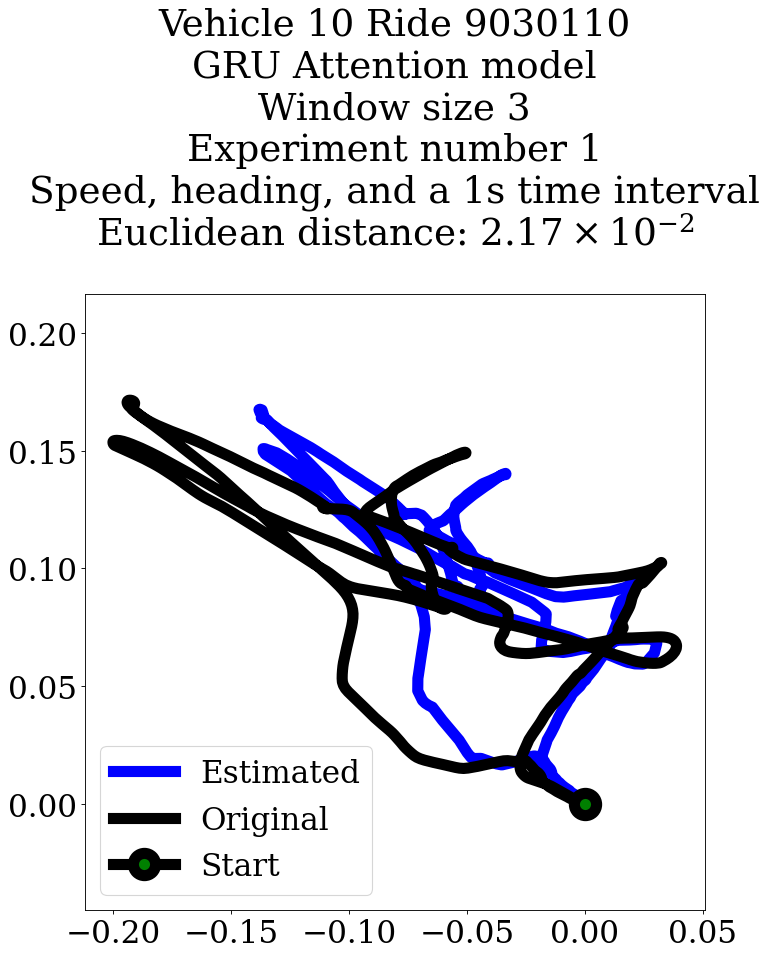 Vehicle 10 Ride 9030110
GRU Attention model
Window size 3
Experiment number 1
Speed, heading, and a 1s time interval
Euclidean distance: 2.17 × 10⁻²
0.20
0.15
0.10
0.05
0.00
Estimated
Original
Start
−0.20 −0.15 −0.10 −0.05 0.00 0.05